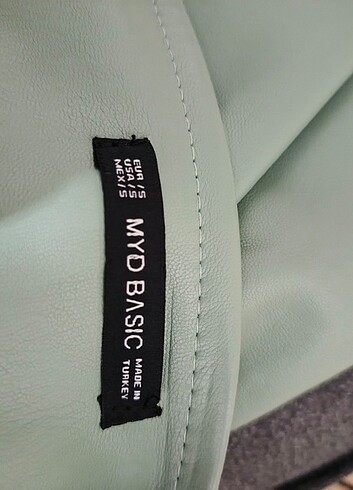 EUR/S
USA/S
MEX/S
MYD BASIC
MADE IN
TURKEY